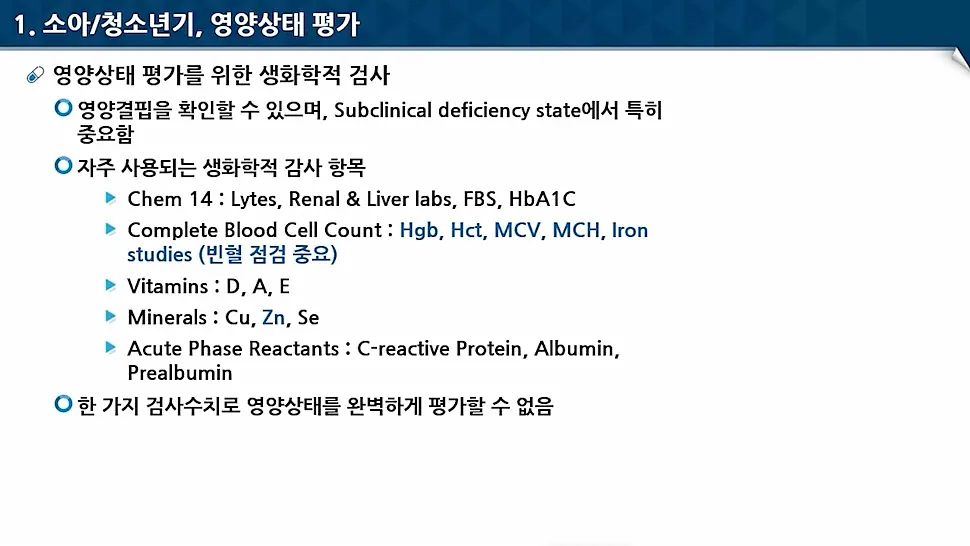 1. 소아/청소년기, 영양상태 평가
영양상태 평가를 위한 생화학적 검사
영양결핍을 확인할 수 있으며, Subclinical deficiency state에서 특히
중요함
자주 사용되는 생화학적 감사 항목
Chem 14 : Lytes, Renal & Liver labs, FBS, HbA1C
Complete Blood Cell Count : Hgb, Hct, MCV, MCH, Iron
studies (빈혈 점검 중요)
Vitamins : D, A, E
Minerals : Cu, Zn, Se
Acute Phase Reactants : C-reactive Protein, Albumin,
Prealbumin
한 가지 검사수치로 영양상태를 완벽하게 평가할 수 없음